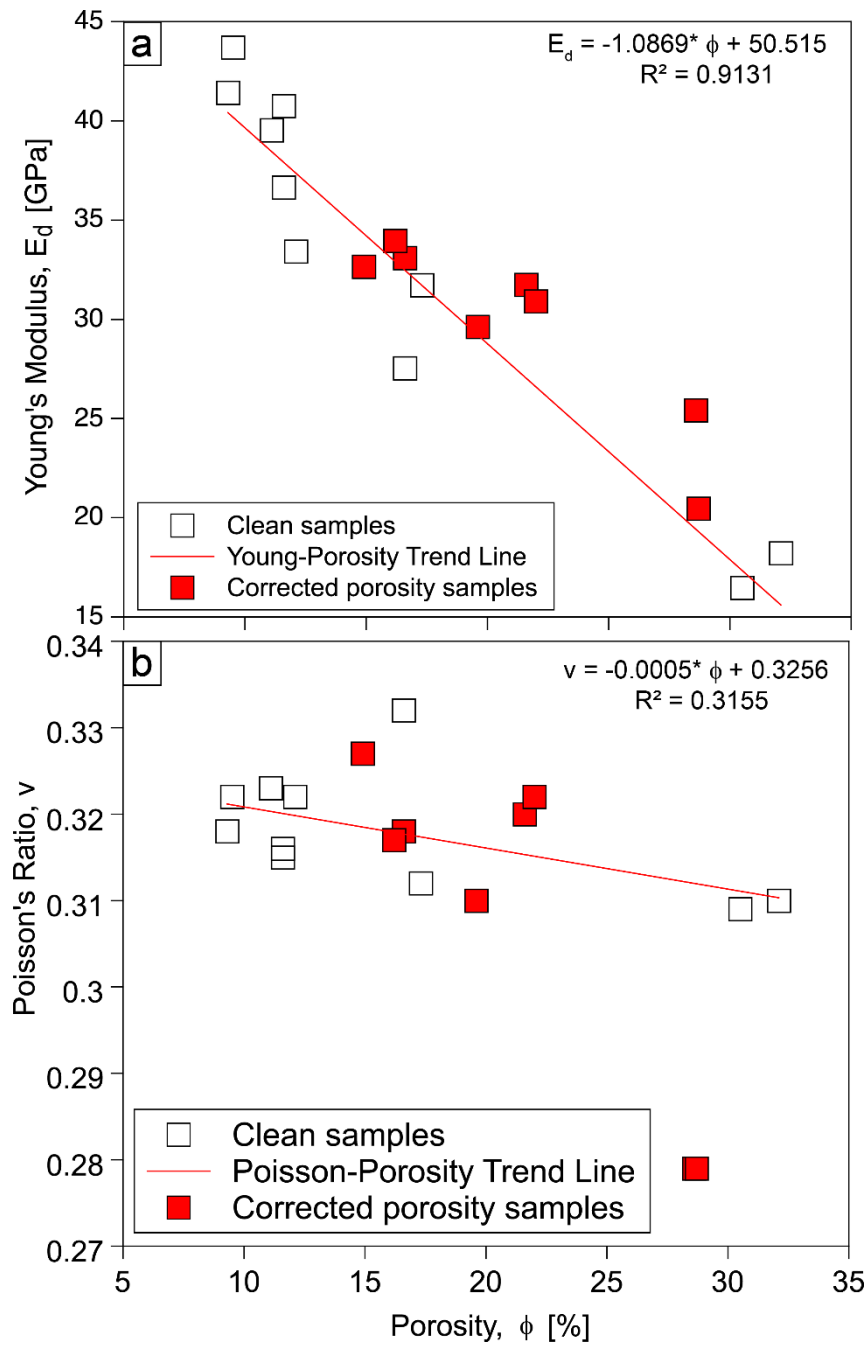 a
E_d = -1.0869* ϕ + 50.515
R² = 0.9131
45
40
35
30
25
20
15
Young's Modulus, E_d [GPa]
Clean samples
Young-Porosity Trend Line
Corrected porosity samples
b
v = -0.0005* ϕ + 0.3256
R² = 0.3155
0.34
0.33
0.32
0.31
0.3
0.29
0.28
0.27
Poisson's Ratio, v
Clean samples
Poisson-Porosity Trend Line
Corrected porosity samples
5 10 15 20 25 30 35
Porosity, ϕ [%]